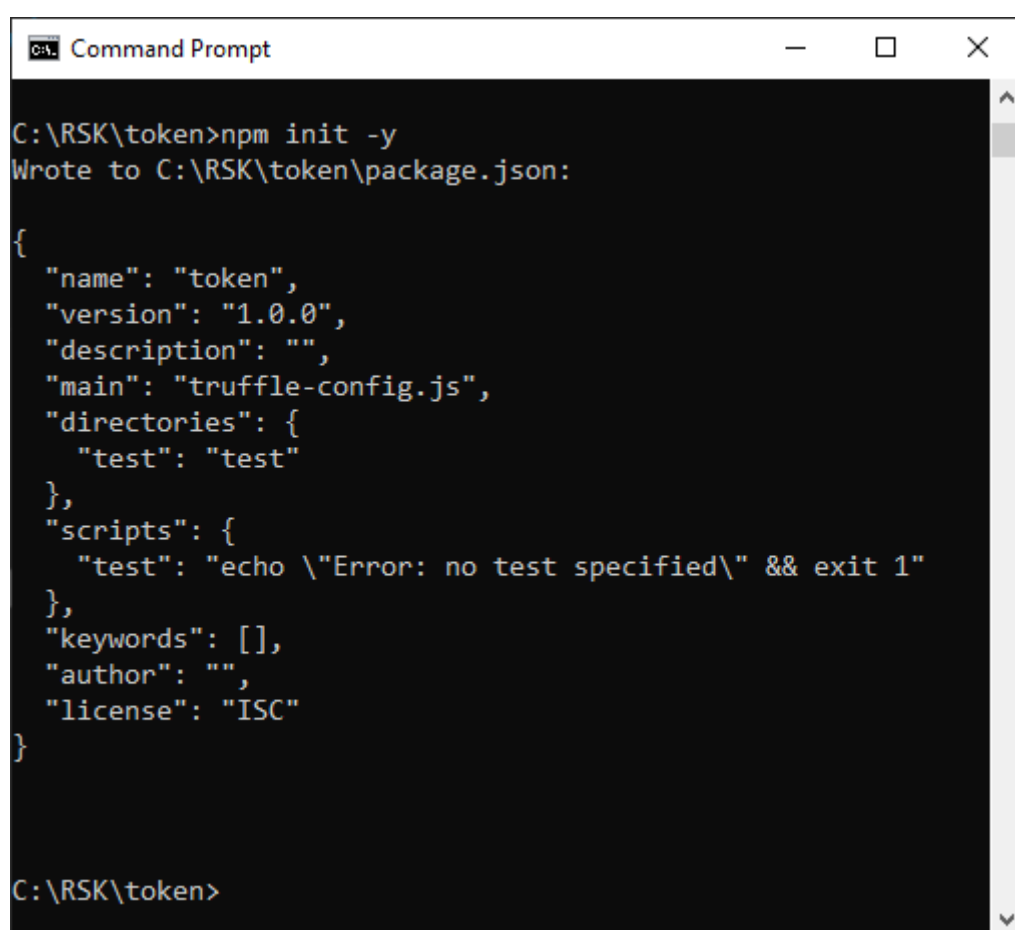 Command Prompt
C:\RSK\token>npm init -y
Wrote to C:\RSK\token\package.json:
{
  "name": "token",
  "version": "1.0.0",
  "description": "",
  "main": "truffle-config.js",
  "directories": {
    "test": "test"
  },
  "scripts": {
    "test": "echo \"Error: no test specified\" && exit 1"
  },
  "keywords": [],
  "author": "",
  "license": "ISC"
}
C:\RSK\token>